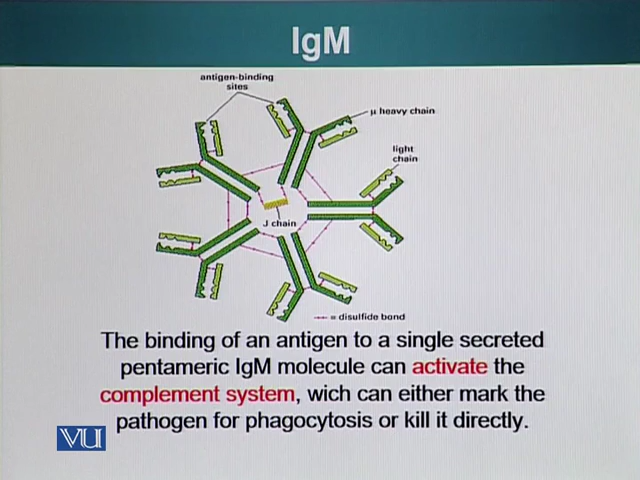 IgM
antigen-binding
sites
μ heavy chain
light
chain
J chain
= disulfide bond
The binding of an antigen to a single secreted
pentameric IgM molecule can activate the
complement system, wich can either mark the
pathogen for phagocytosis or kill it directly.
VU